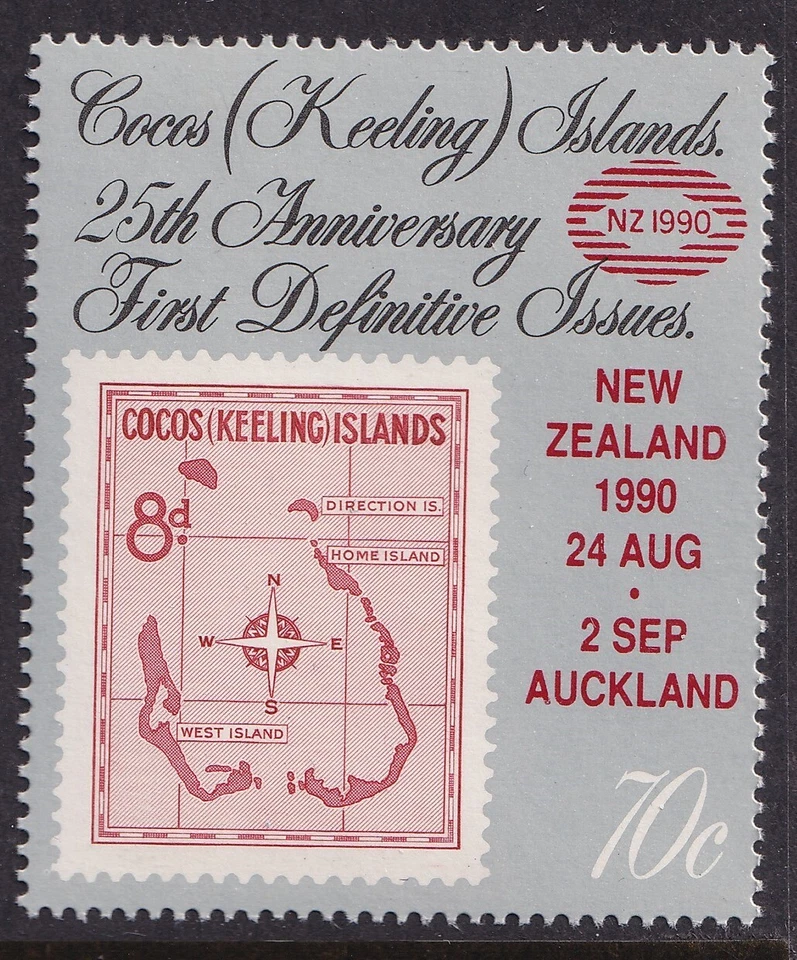 Cocos (Keeling) Islands.
25th Anniversary
First Definitive Issues.
NZ 1990
NEW
ZEALAND
1990
24 AUG
•
2 SEP
AUCKLAND
COCOS (KEELING) ISLANDS
8d.
DIRECTION IS.
HOME ISLAND
N
W
E
S
WEST ISLAND
70c